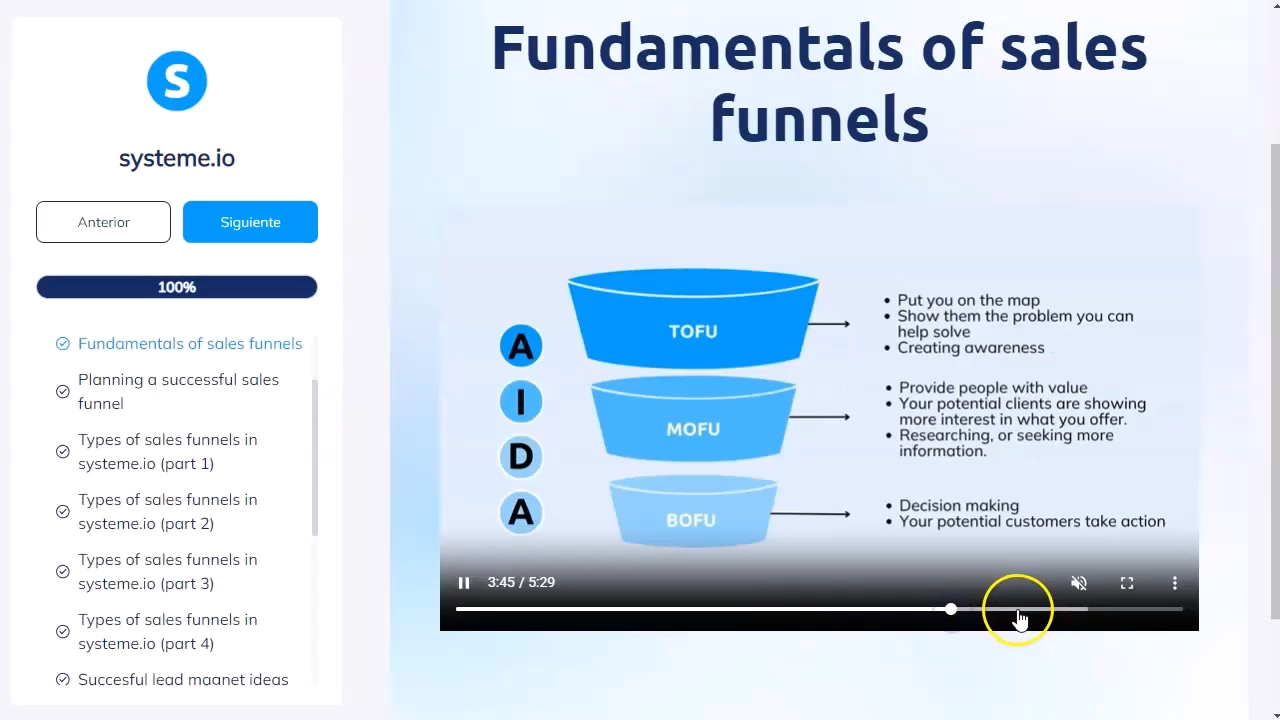 S
systeme.io
Anterior
Siguiente
100%
Fundamentals of sales funnels
Planning a successful sales
funnel
Types of sales funnels in
systeme.io (part 1)
Types of sales funnels in
systeme.io (part 2)
Types of sales funnels in
systeme.io (part 3)
Types of sales funnels in
systeme.io (part 4)
Succesful lead magnet ideas
Fundamentals of sales
funnels
A
I
D
A
TOFU
MOFU
BOFU
• Put you on the map
• Show them the problem you can
help solve
• Creating awareness
• Provide people with value
• Your potential clients are showing
more interest in what you offer.
• Researching, or seeking more
information.
• Decision making
• Your potential customers take action
3:45 / 5:29